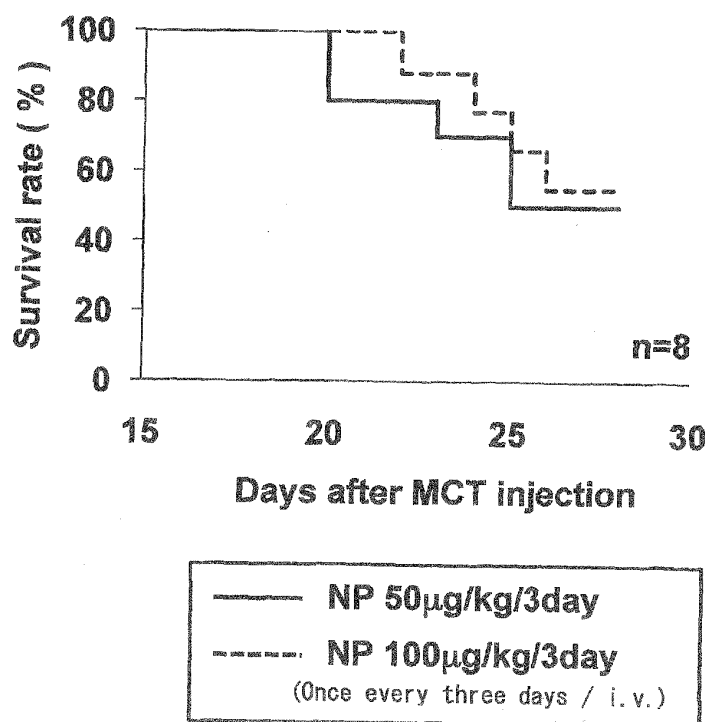 Survival rate ( % )
100
80
60
40
20
0
n=8
15 20 25 30
Days after MCT injection
NP 50μg/kg/3day
NP 100μg/kg/3day
(Once every three days / i.v.)